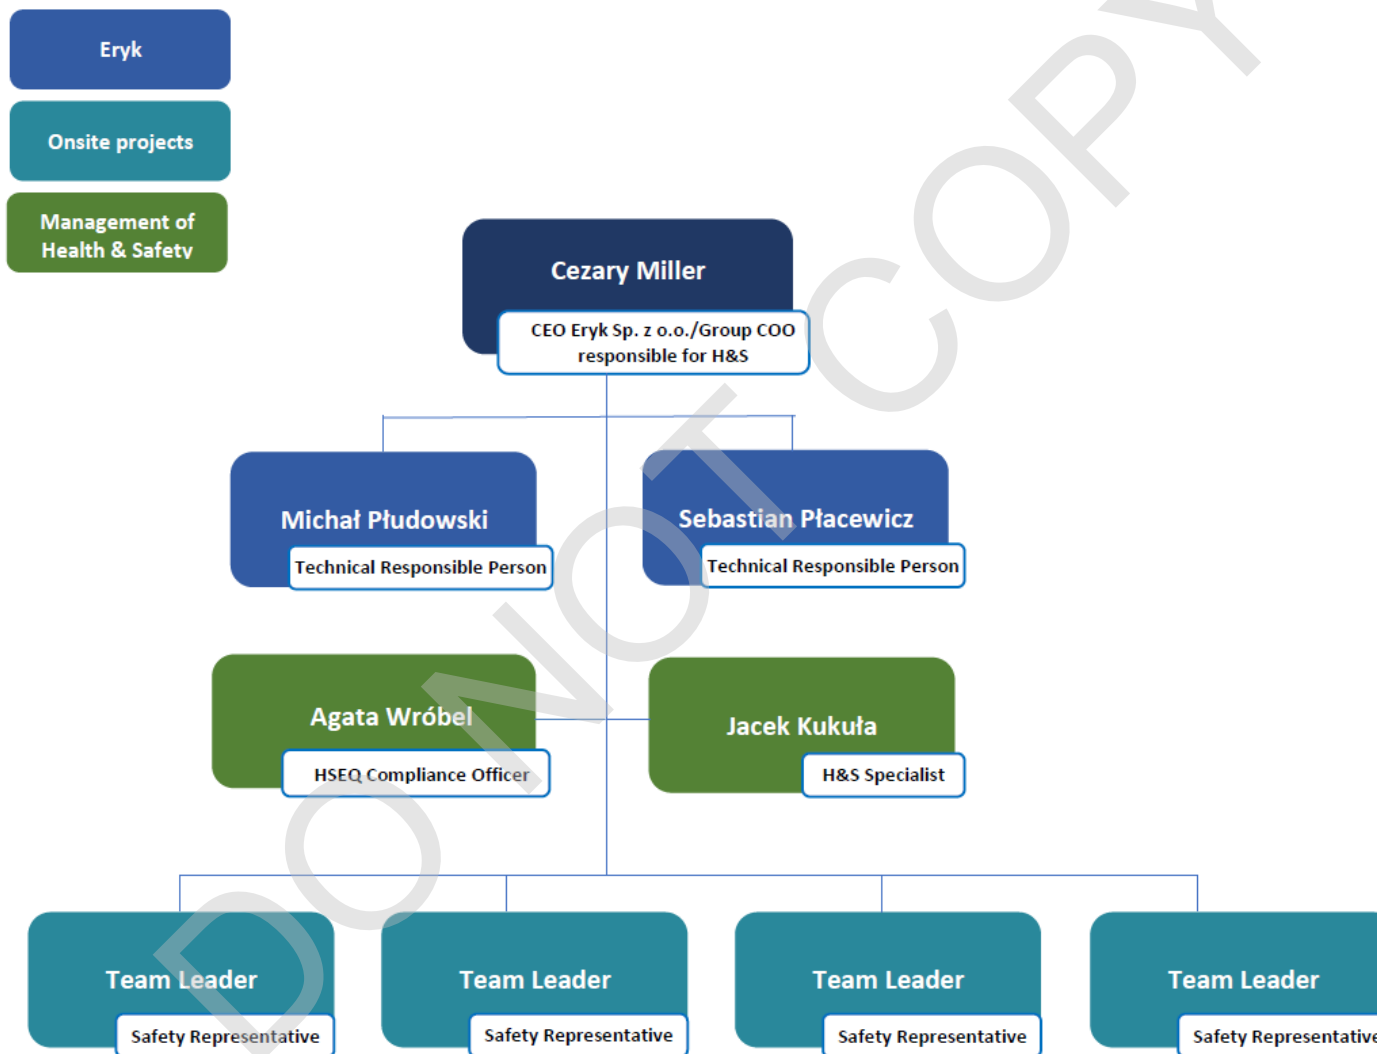 Eryk
Onsite projects
Management of
Health & Safety
Cezary Miller
CEO Eryk Sp. z o.o./Group COO
responsible for H&S
Michał Płudowski
Technical Responsible Person
Sebastian Płacewicz
Technical Responsible Person
Agata Wróbel
HSEQ Compliance Officer
Jacek Kukuła
H&S Specialist
Team Leader
Safety Representative
Team Leader
Safety Representative
Team Leader
Safety Representative
Team Leader
Safety Representative
DO NOT COPY